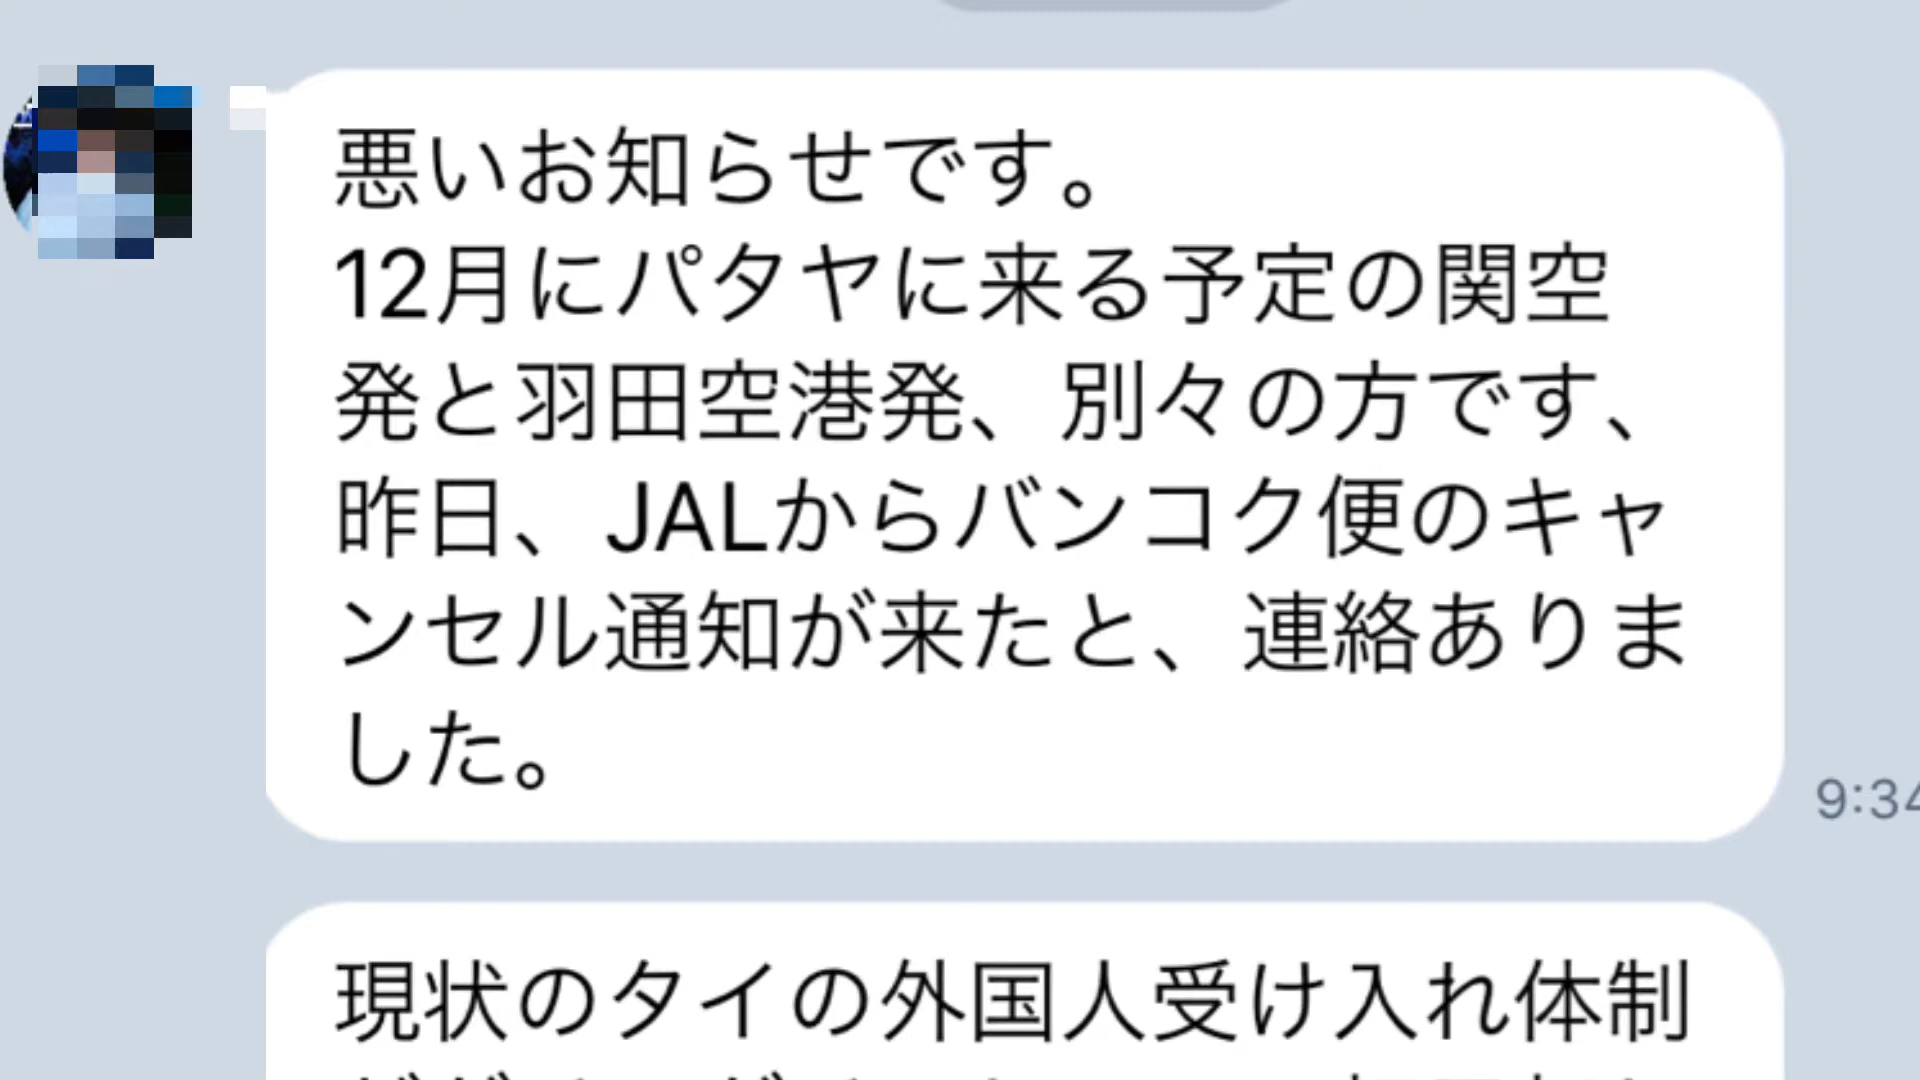 悪いお知らせです。
12月にパタヤに来る予定の関空
発と羽田空港発、別々の方です、
昨日、JALからバンコク便のキャ
ンセル通知が来たと、連絡ありま
した。
9:34
現状のタイの外国人受け入れ体制